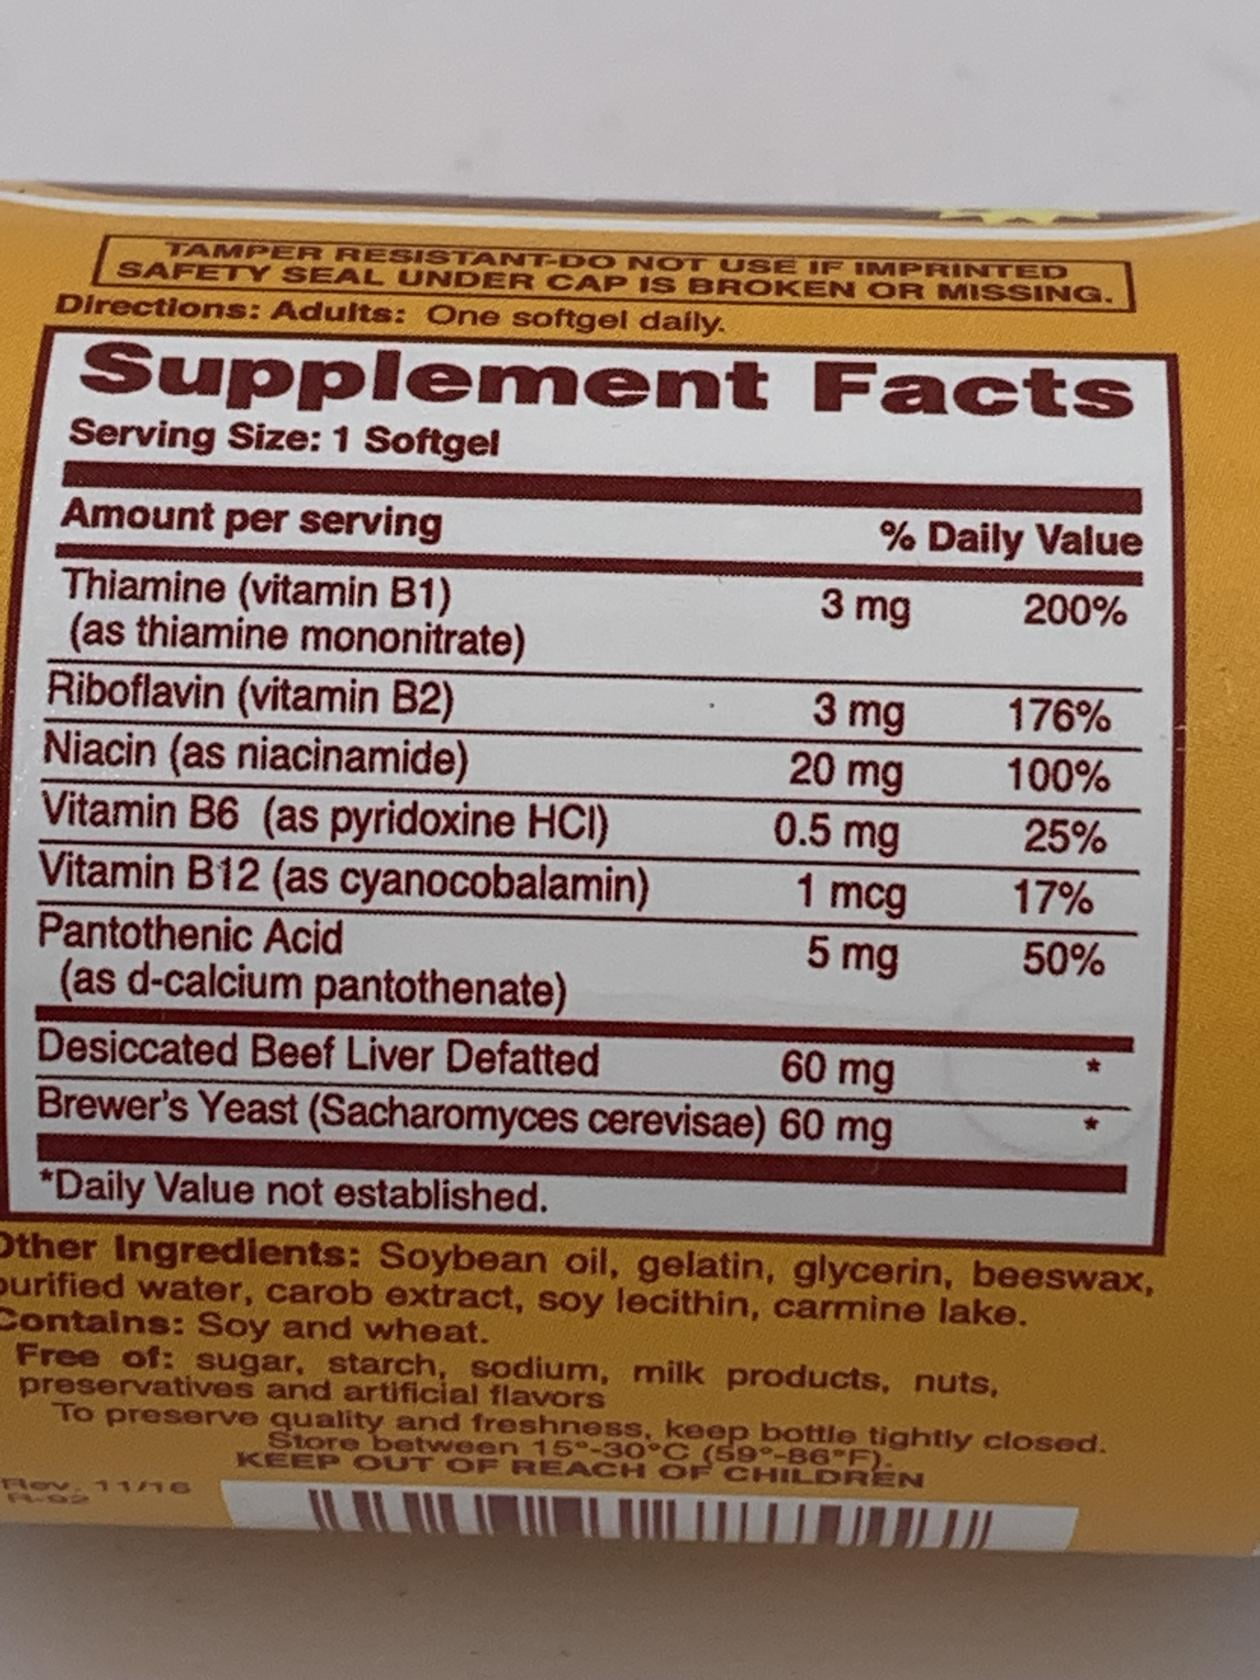 TAMPER RESISTANT-DO NOT USE IF IMPRINTED
SAFETY SEAL UNDER CAP IS BROKEN OR MISSING.
Directions: Adults: One softgel daily.
Supplement Facts
Serving Size: 1 Softgel
Amount per serving % Daily Value
Thiamine (vitamin B1) 3 mg 200%
(as thiamine mononitrate)
Riboflavin (vitamin B2) 3 mg 176%
Niacin (as niacinamide) 20 mg 100%
Vitamin B6 (as pyridoxine HCl) 0.5 mg 25%
Vitamin B12 (as cyanocobalamin) 1 mcg 17%
Pantothenic Acid 5 mg 50%
(as d-calcium pantothenate)
Desiccated Beef Liver Defatted 60 mg *
Brewer's Yeast (Sacharomyces cerevisae) 60 mg *
*Daily Value not established.
Other Ingredients: Soybean oil, gelatin, glycerin, beeswax,
purified water, carob extract, soy lecithin, carmine lake.
Contains: Soy and wheat.
Free of: sugar, starch, sodium, milk products, nuts,
preservatives and artificial flavors
To preserve quality and freshness, keep bottle tightly closed.
Store between 15°-30°C (59°-86°F).
KEEP OUT OF REACH OF CHILDREN
Rev. 11/16
R-92